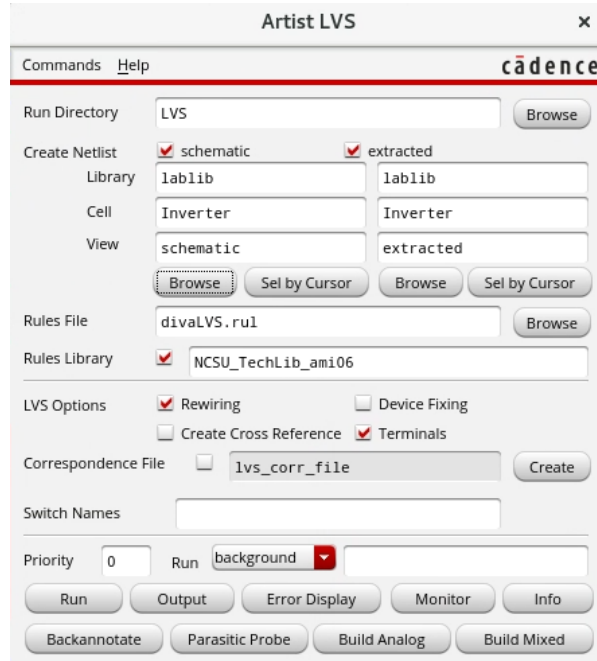 Artist LVS ×
Commands Help cādence
Run Directory LVS Browse
Create Netlist schematic extracted
Library lablib lablib
Cell Inverter Inverter
View schematic extracted
Browse Sel by Cursor Browse Sel by Cursor
Rules File divaLVS.rul Browse
Rules Library NCSU_TechLib_ami06
LVS Options Rewiring Device Fixing
Create Cross Reference Terminals
Correspondence File lvs_corr_file Create
Switch Names
Priority 0 Run background
Run Output Error Display Monitor Info
Backannotate Parasitic Probe Build Analog Build Mixed